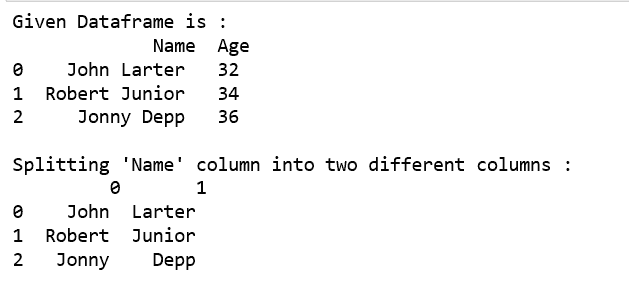 Given Dataframe is :
            Name  Age
0    John Larter   32
1  Robert Junior   34
2     Jonny Depp   36

Splitting 'Name' column into two different columns :
        0       1
0    John  Larter
1  Robert  Junior
2   Jonny    Depp